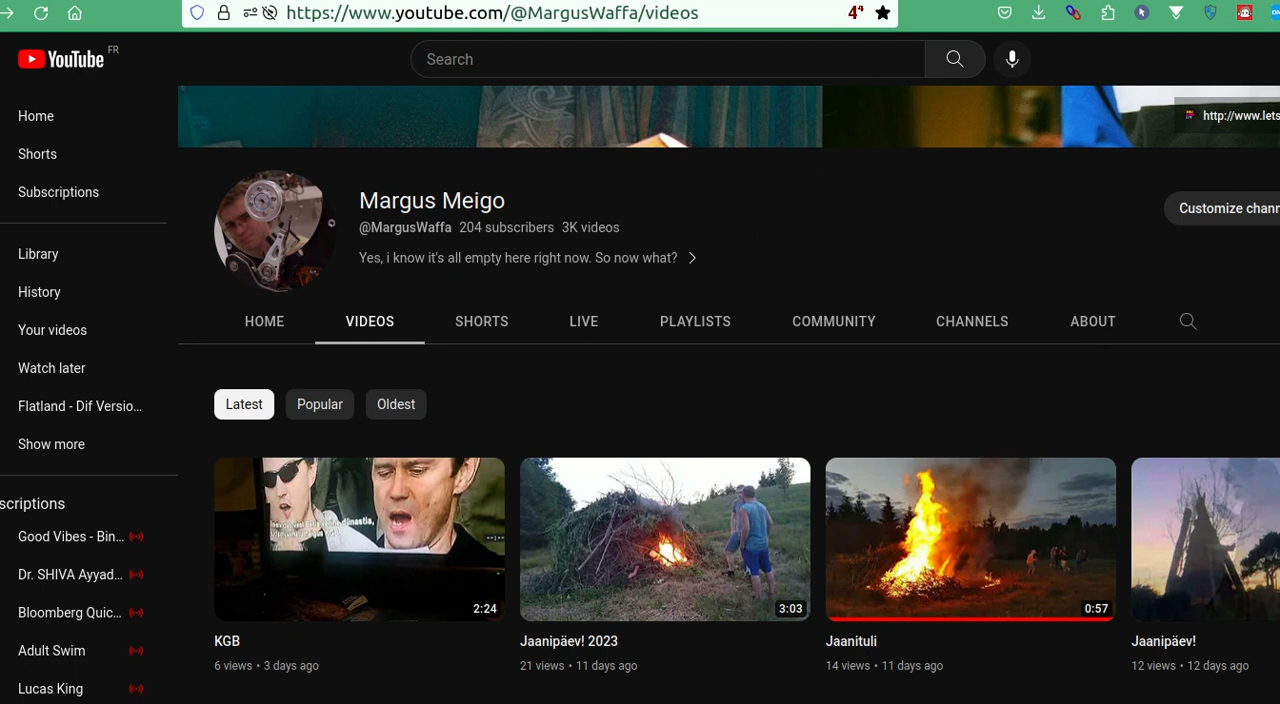 https://www.youtube.com/@MargusWaffa/videos
YouTube FR
Search
http://www.lets
Home
Shorts
Subscriptions
Library
History
Your videos
Watch later
Flatland - Dif Versio…
Show more
scriptions
Good Vibes - Bin…
Dr. SHIVA Ayyad…
Bloomberg Quic…
Adult Swim
Lucas King
Margus Meigo
@MargusWaffa 204 subscribers 3K videos
Yes, i know it's all empty here right now. So now what?
Customize chann
HOME VIDEOS SHORTS LIVE PLAYLISTS COMMUNITY CHANNELS ABOUT
Latest Popular Oldest
2:24
KGB
6 views • 3 days ago
3:03
Jaanipäev! 2023
21 views • 11 days ago
0:57
Jaanituli
14 views • 11 days ago
Jaanipäev!
12 views • 12 days ago